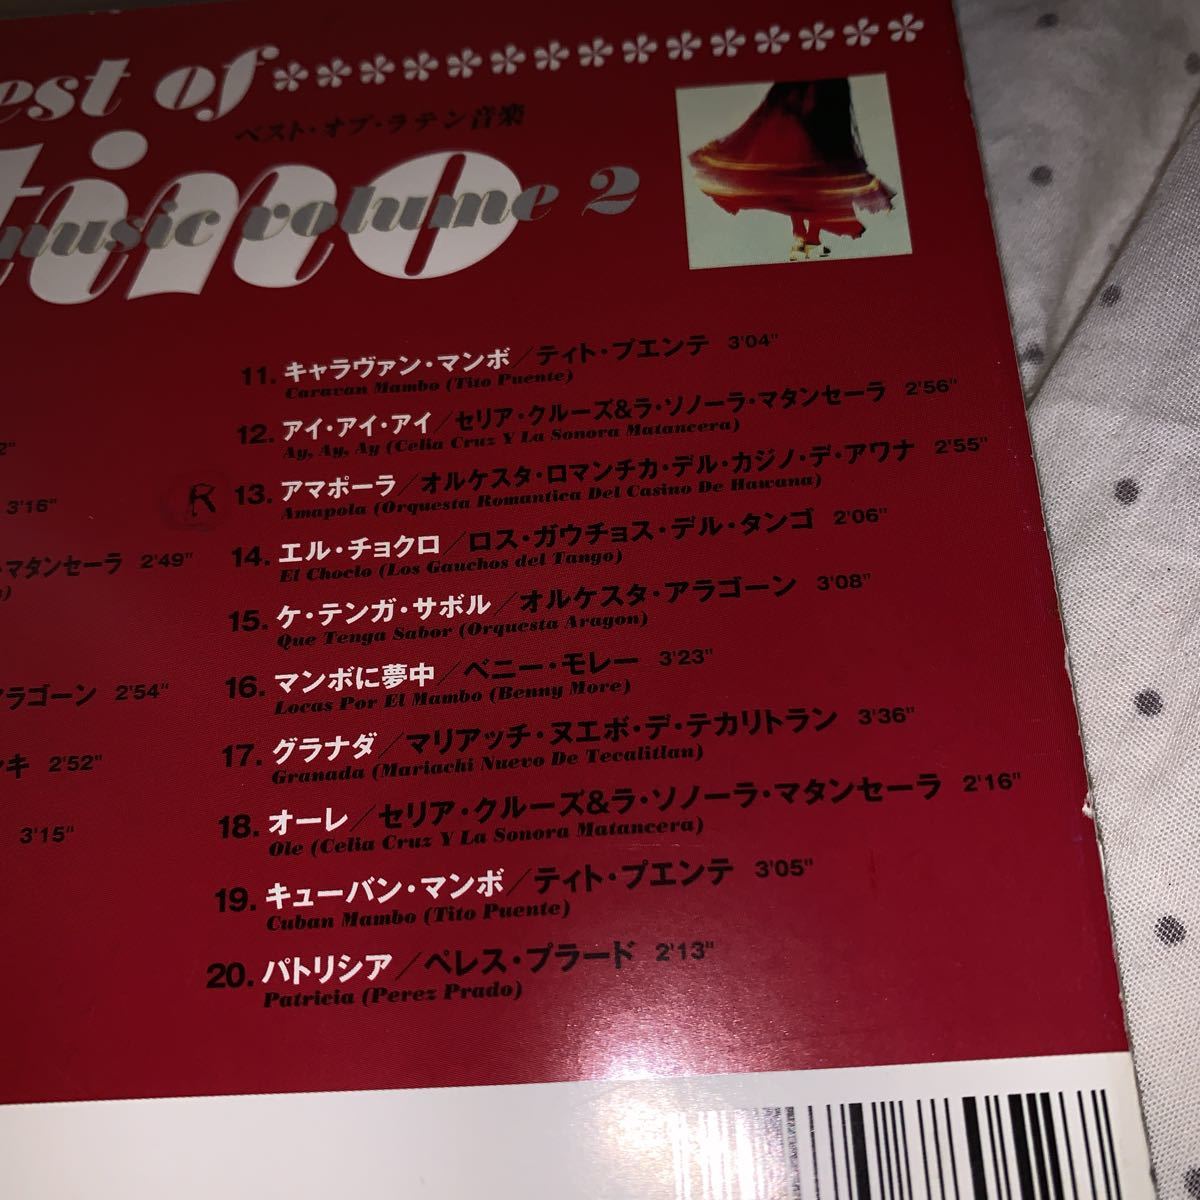 est of ************
ベスト・オブ・ラテン音楽
tino
music volume 2
2"
3'16"
・マタンセーラ 2'49"
)
アラゴーン 2'54"
ンキ 2'52"
3'15"
R
11. キャラヴァン・マンボ／ティト・プエンテ 3'04"
Caravan Mambo (Tito Puente)
12. アイ・アイ・アイ／セリア・クルーズ&ラ・ソノーラ・マタンセーラ 2'56"
Ay, Ay, Ay (Celia Cruz Y La Sonora Matancera)
13. アマポーラ／オルケスタ・ロマンチカ・デル・カジノ・デ・アワナ 2'55"
Amapola (Orquesta Romantica Del Casino De Hawana)
14. エル・チョクロ／ロス・ガウチョス・デル・タンゴ 2'06"
El Choclo (Los Gauchos del Tango)
15. ケ・テンガ・サボル／オルケスタ・アラゴーン 3'08"
Que Tenga Sabor (Orquesta Aragon)
16. マンボに夢中／ベニー・モレー 3'23"
Locas Por El Mambo (Benny More)
17. グラナダ／マリアッチ・ヌエボ・デ・テカリトラン 3'36"
Granada (Mariachi Nuevo De Tecalitlan)
18. オーレ／セリア・クルーズ&ラ・ソノーラ・マタンセーラ 2'16"
Ole (Celia Cruz Y La Sonora Matancera)
19. キューバン・マンボ／ティト・プエンテ 3'05"
Cuban Mambo (Tito Puente)
20. パトリシア／ペレス・プラード 2'13"
Patricia (Perez Prado)